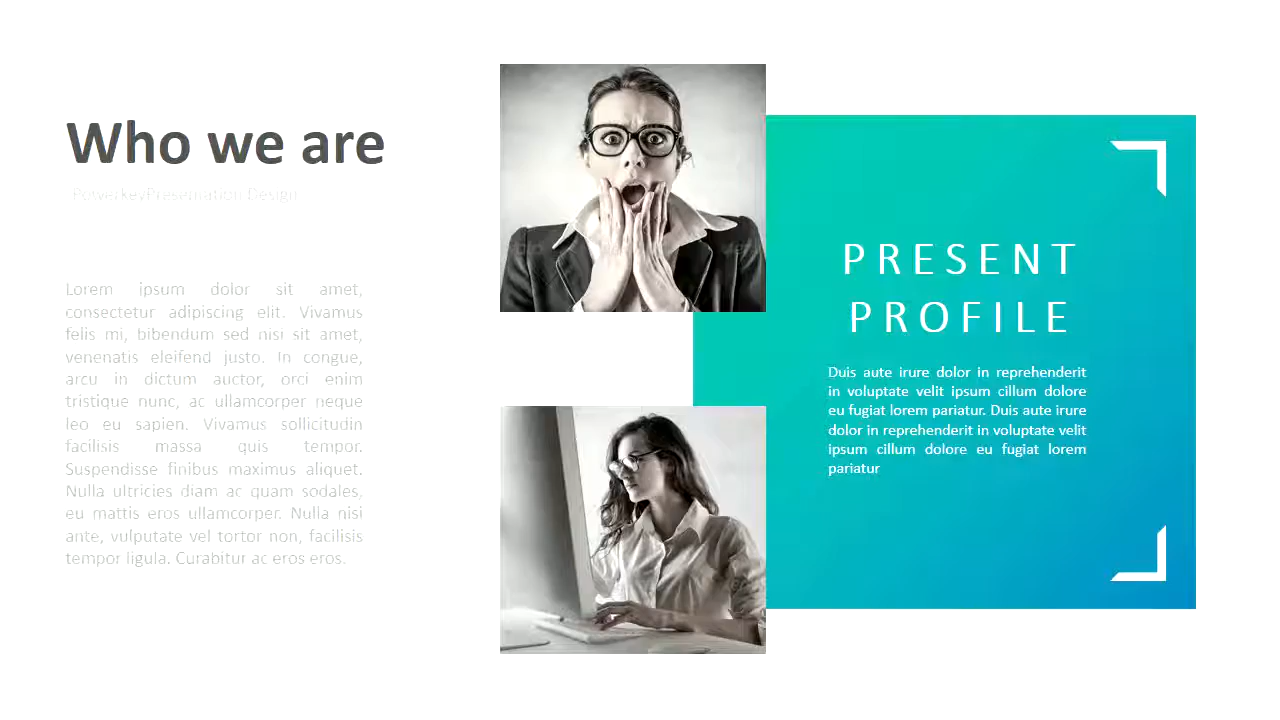 Who we are
PowerkeyPresentation Design
Lorem ipsum dolor sit amet,
consectetur adipiscing elit. Vivamus
felis mi, bibendum sed nisi sit amet,
venenatis eleifend justo. In congue,
arcu in dictum auctor, orci enim
tristique nunc, ac ullamcorper neque
leo eu sapien. Vivamus sollicitudin
facilisis massa quis tempor.
Suspendisse finibus maximus aliquet.
Nulla ultricies diam ac quam sodales,
eu mattis eros ullamcorper. Nulla nisi
ante, vulputate vel tortor non, facilisis
tempor ligula. Curabitur ac eros eros.
PRESENT
PROFILE
Duis aute irure dolor in reprehenderit
in voluptate velit ipsum cillum dolore
eu fugiat lorem pariatur. Duis aute irure
dolor in reprehenderit in voluptate velit
ipsum cillum dolore eu fugiat lorem
pariatur